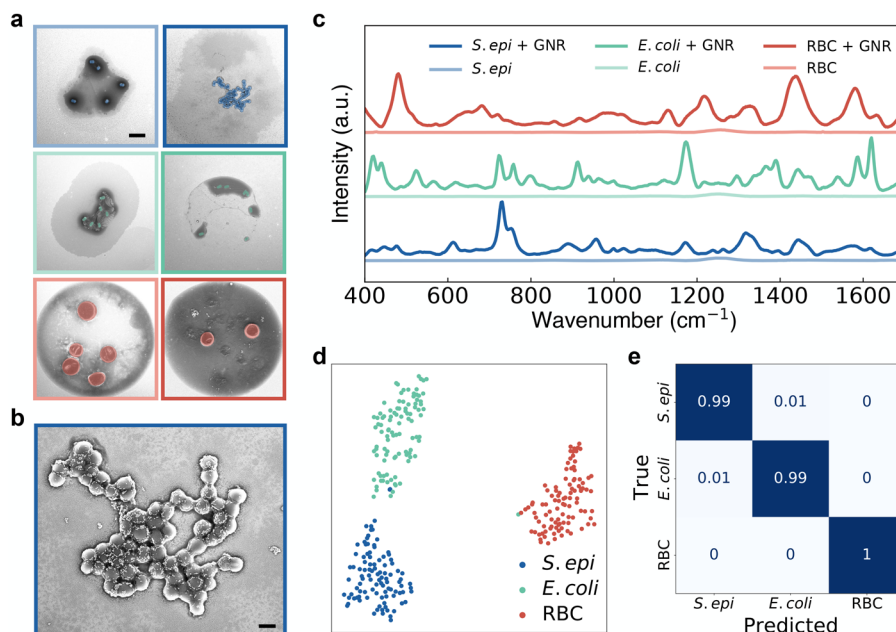 a
b
c
S. epi + GNR
S. epi
E. coli + GNR
E. coli
RBC + GNR
RBC
Intensity (a.u.)
400 600 800 1000 1200 1400 1600
Wavenumber (cm⁻¹)
d
S. epi
E. coli
RBC
e
True
S. epi
0.99 0.01 0
E. coli
0.01 0.99 0
RBC
0 0 1
S. epi E. coli RBC
Predicted